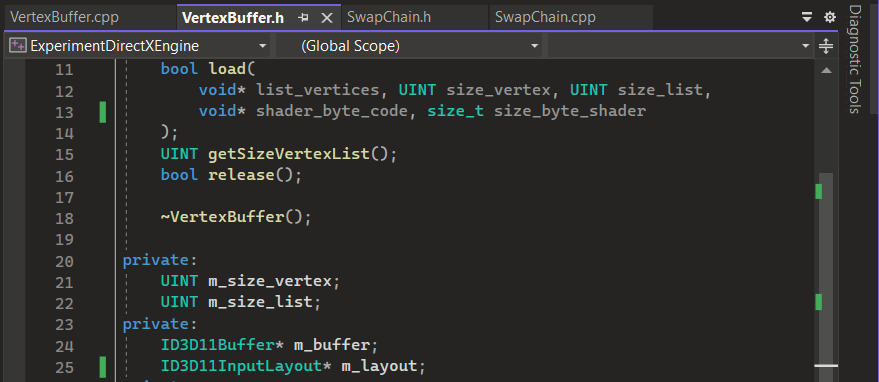 VertexBuffer.cpp VertexBuffer.h SwapChain.h SwapChain.cpp
ExperimentDirectXEngine (Global Scope)
11 bool load(
12 void* list_vertices, UINT size_vertex, UINT size_list,
13 void* shader_byte_code, size_t size_byte_shader
14 );
15 UINT getSizeVertexList();
16 bool release();
17
18 ~VertexBuffer();
19
20 private:
21 UINT m_size_vertex;
22 UINT m_size_list;
23 private:
24 ID3D11Buffer* m_buffer;
25 ID3D11InputLayout* m_layout;
Diagnostic Tools